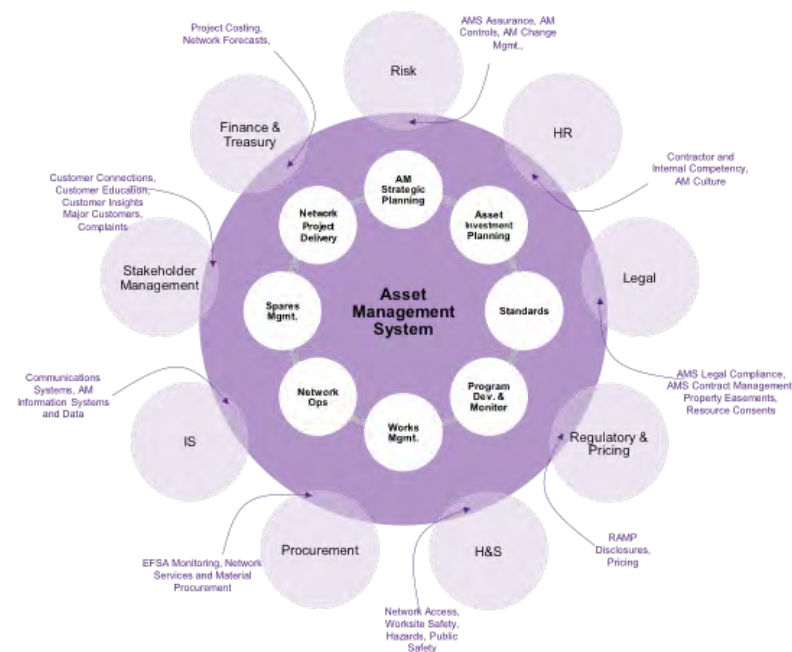 Project Costing,
Network Forecasts,
AMS Assurance, AM
Controls, AM Change
Mgmt.,
Risk
Finance &
Treasury
HR
Contractor and
Internal Competency,
AM Culture
Customer Connections,
Customer Education,
Customer Insights
Major Customers,
Complaints
AM
Strategic
Planning
Network
Project
Delivery
Asset
Investment
Planning
Stakeholder
Management
Legal
Spares
Mgmt.
Asset
Management
System
Standards
Communications
Systems, AM
Information Systems
and Data
Network
Ops
Program
Dev. &
Monitor
AMS Legal Compliance,
AMS Contract Management
Property Easements,
Resource Consents
Works
Mgmt.
IS
Regulatory &
Pricing
Procurement
H&S
EFSA Monitoring, Network
Services and Material
Procurement
RAMP
Disclosures,
Pricing
Network Access,
Worksite Safety,
Hazards, Public
Safety